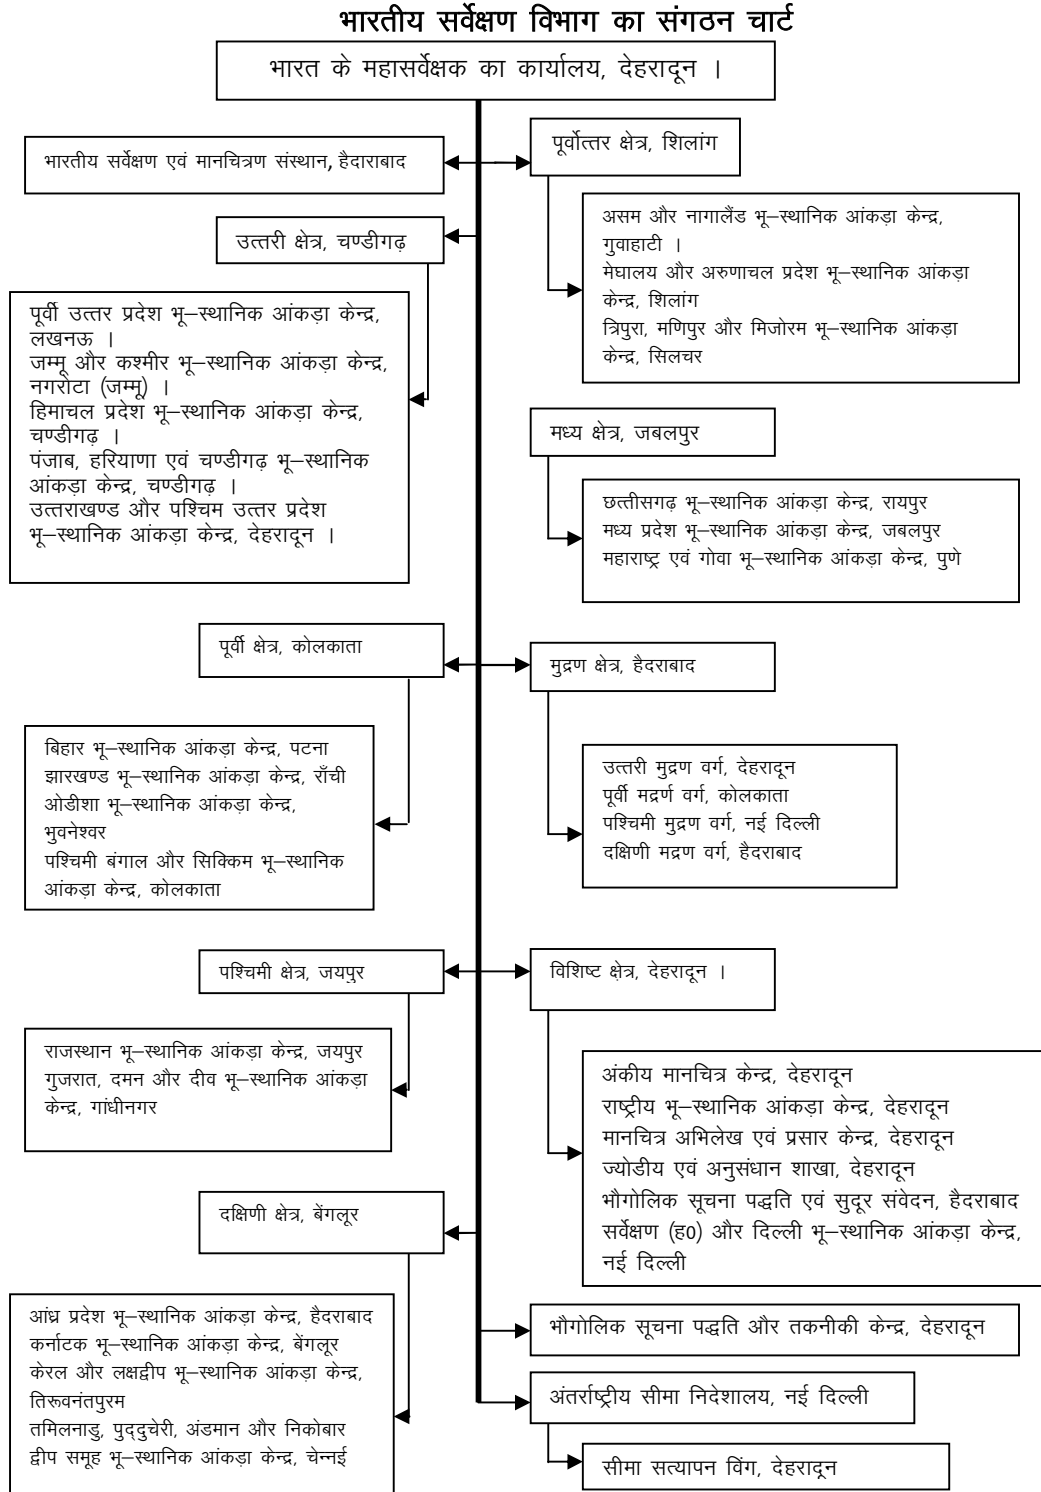 भारतीय सर्वेक्षण विभाग का संगठन चार्ट
भारत के महासर्वेक्षक का कार्यालय, देहरादून ।
भारतीय सर्वेक्षण एवं मानचित्रण संस्थान, हैदाराबाद
पूर्वोत्तर क्षेत्र, शिलांग
असम और नागालैंड भू–स्थानिक आंकड़ा केन्द्र,
गुवाहाटी ।
मेघालय और अरुणाचल प्रदेश भू–स्थानिक आंकड़ा
केन्द्र, शिलांग
त्रिपुरा, मणिपुर और मिजोरम भू–स्थानिक आंकड़ा
केन्द्र, सिलचर
उत्तरी क्षेत्र, चण्डीगढ़
पूर्वी उत्तर प्रदेश भू–स्थानिक आंकड़ा केन्द्र,
लखनऊ ।
जम्मू और कश्मीर भू–स्थानिक आंकड़ा केन्द्र,
नगरोटा (जम्मू) ।
हिमाचल प्रदेश भू–स्थानिक आंकड़ा केन्द्र,
चण्डीगढ़ ।
पंजाब, हरियाणा एवं चण्डीगढ़ भू–स्थानिक
आंकड़ा केन्द्र, चण्डीगढ़ ।
उत्तराखण्ड और पश्चिम उत्तर प्रदेश
भू–स्थानिक आंकड़ा केन्द्र, देहरादून ।
मध्य क्षेत्र, जबलपुर
छत्तीसगढ़ भू–स्थानिक आंकड़ा केन्द्र, रायपुर
मध्य प्रदेश भू–स्थानिक आंकड़ा केन्द्र, जबलपुर
महाराष्ट्र एवं गोवा भू–स्थानिक आंकड़ा केन्द्र, पुणे
पूर्वी क्षेत्र, कोलकाता
बिहार भू–स्थानिक आंकड़ा केन्द्र, पटना
झारखण्ड भू–स्थानिक आंकड़ा केन्द्र, राँची
ओडीशा भू–स्थानिक आंकड़ा केन्द्र,
भुवनेश्वर
पश्चिमी बंगाल और सिक्किम भू–स्थानिक
आंकड़ा केन्द्र, कोलकाता
मुद्रण क्षेत्र, हैदराबाद
उत्तरी मुद्रण वर्ग, देहरादून
पूर्वी मद्रर्ण वर्ग, कोलकाता
पश्चिमी मुद्रण वर्ग, नई दिल्ली
दक्षिणी मद्रण वर्ग, हैदराबाद
पश्चिमी क्षेत्र, जयपुर
राजस्थान भू–स्थानिक आंकड़ा केन्द्र, जयपुर
गुजरात, दमन और दीव भू–स्थानिक आंकड़ा
केन्द्र, गांधीनगर
विशिष्ट क्षे़त्र, देहरादून ।
अंकीय मानचित्र केन्द्र, देहरादून
राष्ट्रीय भू–स्थानिक आंकड़ा केन्द्र, देहरादून
मानचित्र अभिलेख एवं प्रसार केन्द्र, देहरादून
ज्योडीय एवं अनुसंधान शाखा, देहरादून
भौगोलिक सूचना पद्धति एवं सुदूर संवेदन, हैदराबाद
सर्वेक्षण (ह0) और दिल्ली भू–स्थानिक आंकड़ा केन्द्र,
नई दिल्ली
दक्षिणी क्षेत्र, बेंगलूर
आंध्र प्रदेश भू–स्थानिक आंकड़ा केन्द्र, हैदराबाद
कर्नाटक भू–स्थानिक आंकड़ा केन्द्र, बेंगलूर
केरल और लक्षद्वीप भू–स्थानिक आंकड़ा केन्द्र,
तिरूवनंतपुरम
तमिलनाडु, पुद्दुचेरी, अंडमान और निकोबार
द्वीप समूह भू–स्थानिक आंकड़ा केन्द्र, चेन्नई
भौगोलिक सूचना पद्धति और तकनीकी केन्द्र, देहरादून
अंतर्राष्ट्रीय सीमा निदेशालय, नई दिल्ली
सीमा सत्यापन विंग, देहरादून